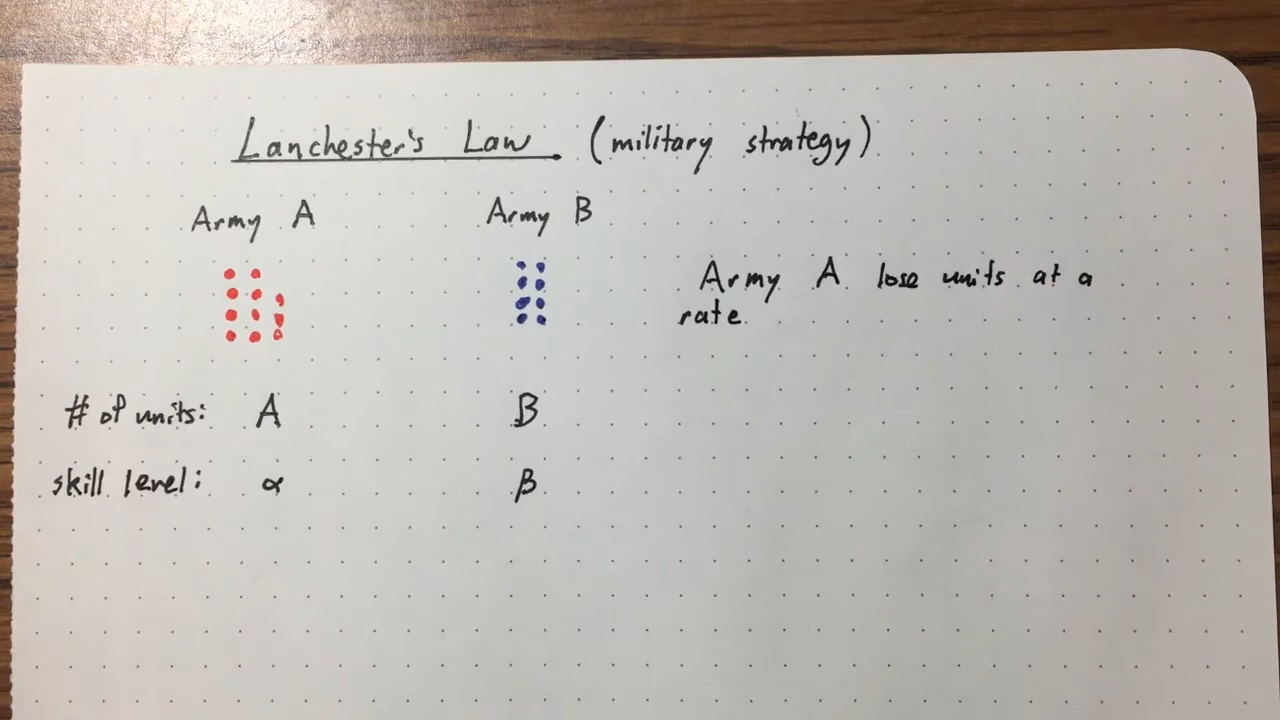 Lanchester's Law (military strategy)
Army A Army B
Army A lose units at a
rate
# of units: A B
skill level: α β